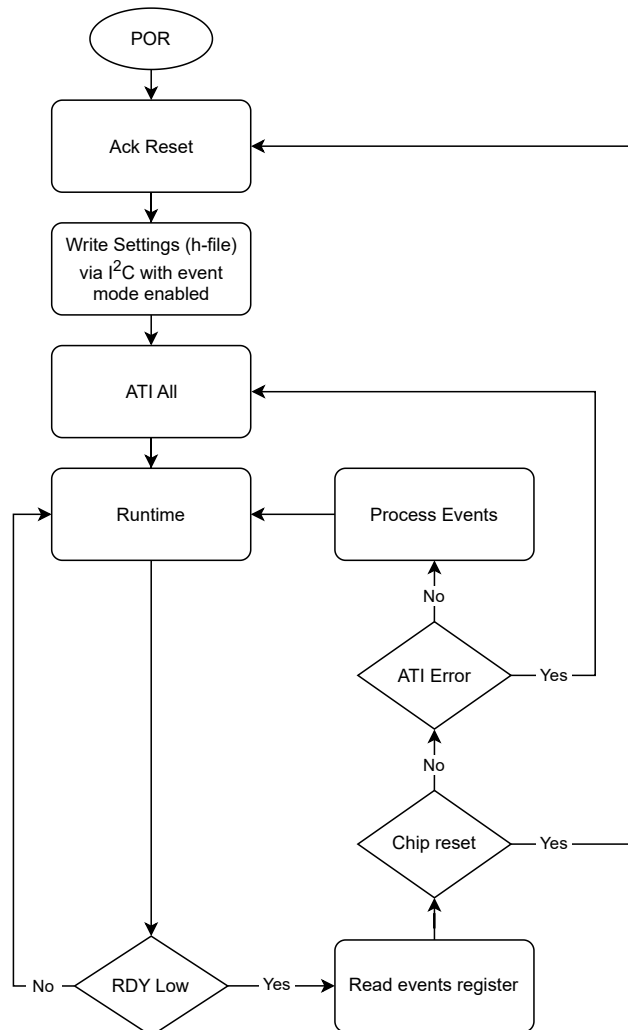 POR
Ack Reset
Write Settings (h-file)
via I²C with event
mode enabled
ATI All
Runtime
Process Events
No
ATI Error
Yes
No
Chip reset
Yes
No
RDY Low
Yes
Read events register